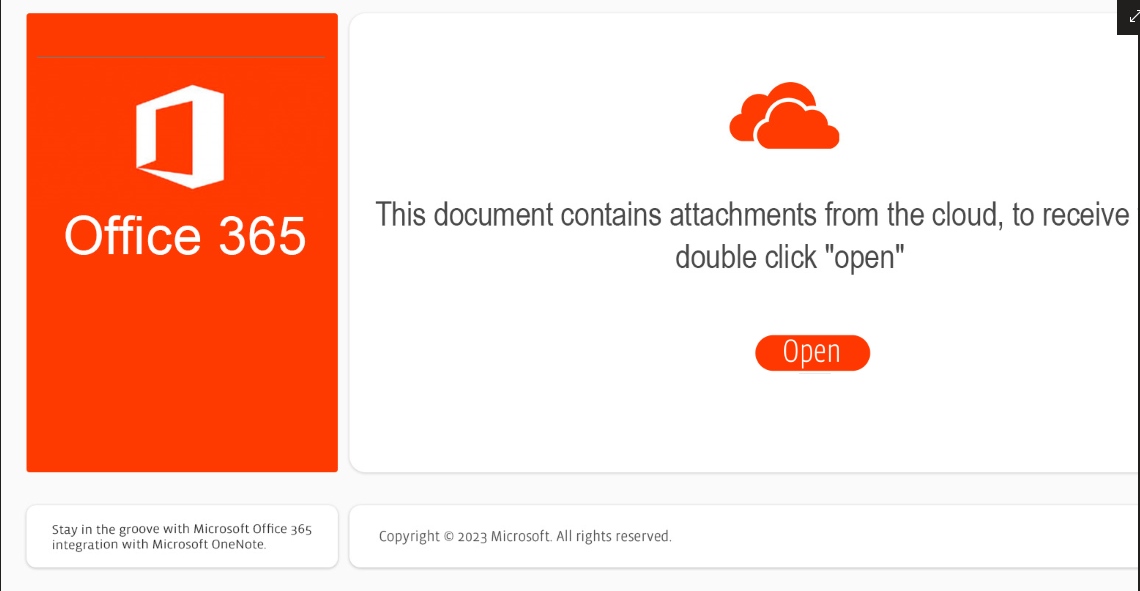 Office 365
This document contains attachments from the cloud, to receive
double click "open"
Open
Stay in the groove with Microsoft Office 365
integration with Microsoft OneNote.
Copyright © 2023 Microsoft. All rights reserved.